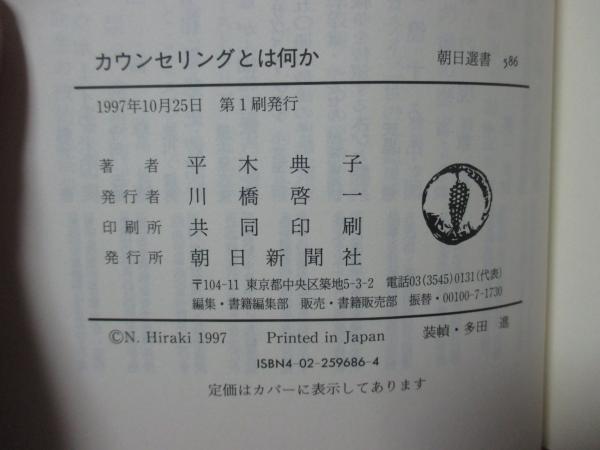 カウンセリングとは何か 朝日選書 586
1997年10月25日 第1刷発行
著者 平木典子
発行者 川橋啓一
印刷所 共同印刷
発行所 朝日新聞社
〒104-11 東京都中央区築地5-3-2 電話03(3545)0131(代表)
編集・書籍編集部 販売・書籍販売部 振替・00100-7-1730
©N. Hiraki 1997 Printed in Japan 装幀・多田 進
ISBN4-02-259686-4
定価はカバーに表示してあります